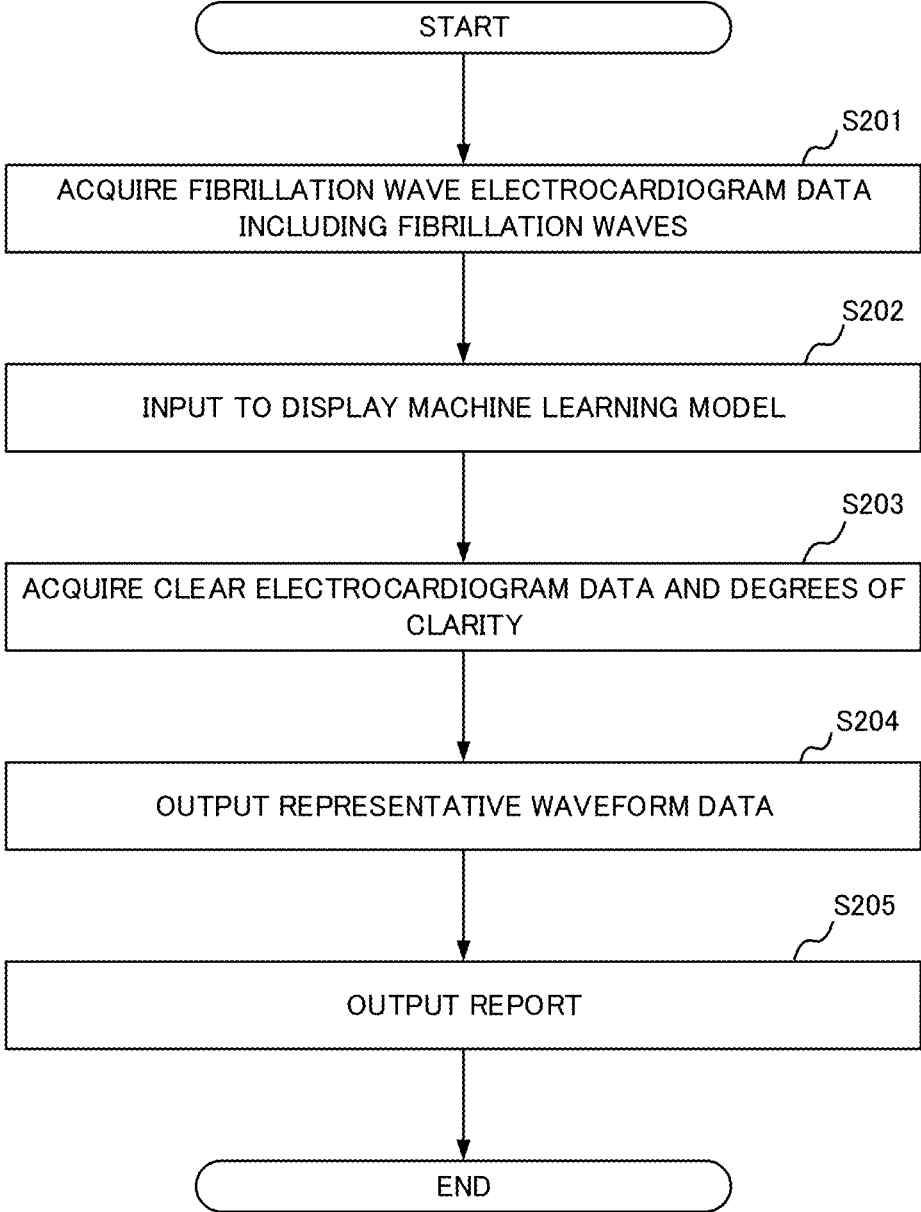 START
S201
ACQUIRE FIBRILLATION WAVE ELECTROCARDIOGRAM DATA
INCLUDING FIBRILLATION WAVES
S202
INPUT TO DISPLAY MACHINE LEARNING MODEL
S203
ACQUIRE CLEAR ELECTROCARDIOGRAM DATA AND DEGREES OF
CLARITY
S204
OUTPUT REPRESENTATIVE WAVEFORM DATA
S205
OUTPUT REPORT
END